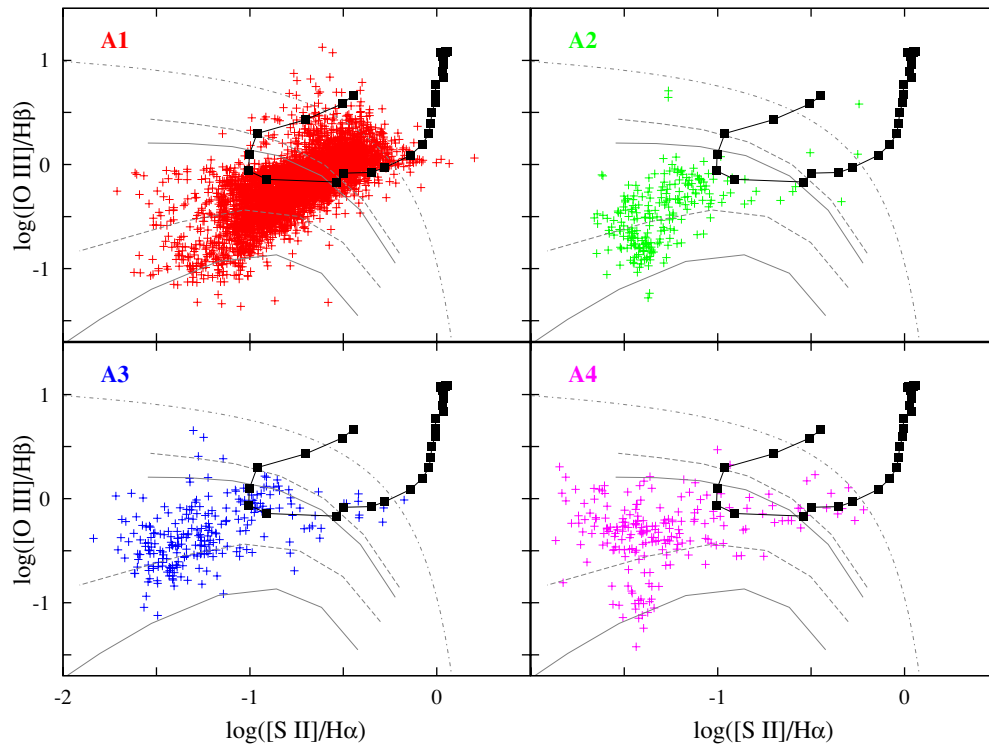 A1
A2
1
0
-1
log([O III]/Hβ)
A3
A4
1
0
-1
log([O III]/Hβ)
-2
-1
0
-1
0
log([S II]/Hα)
log([S II]/Hα)